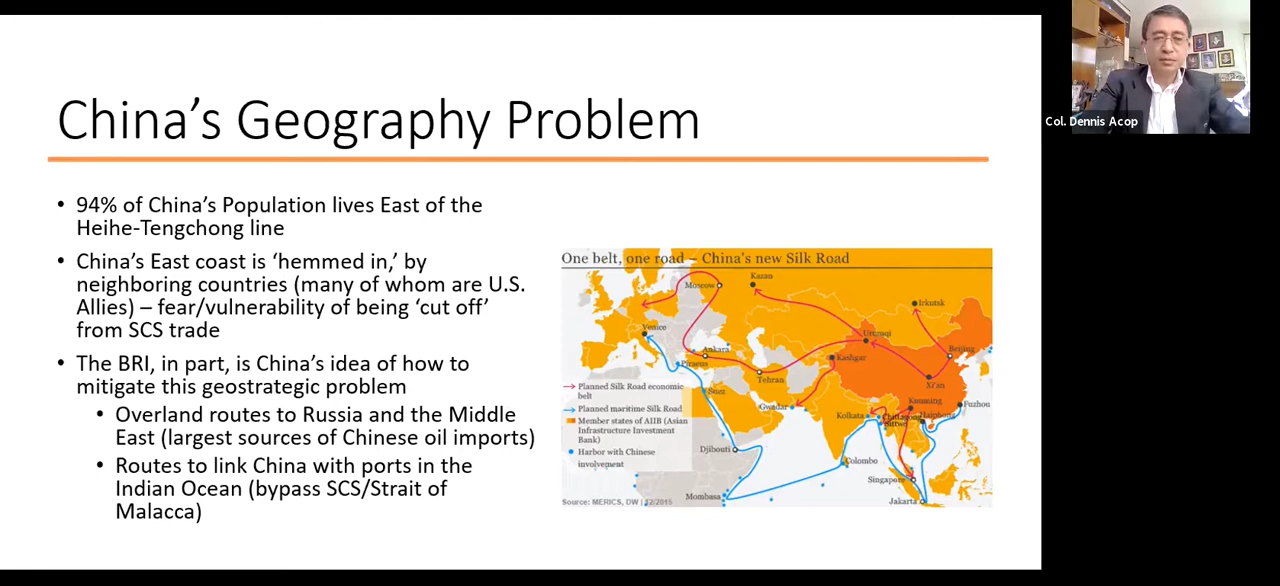 China’s Geography Problem
• 94% of China’s Population lives East of the
Heihe-Tengchong line
• China’s East coast is ‘hemmed in,’ by
neighboring countries (many of whom are U.S.
Allies) – fear/vulnerability of being ‘cut off’
from SCS trade
• The BRI, in part, is China’s idea of how to
mitigate this geostrategic problem
• Overland routes to Russia and the Middle
East (largest sources of Chinese oil imports)
• Routes to link China with ports in the
Indian Ocean (bypass SCS/Strait of
Malacca)
One belt, one road – China's new Silk Road
Kazan
Moscow
Irkutsk
Venice
Urumqi
Ankara
Beijing
Piraeus
Kashgar
Tehran
Xi'an
Planned Silk Road economic
belt
Suez
Kunming
Fuzhou
Gwadar
Planned maritime Silk Road
Kolkata
Chittagong
Haiphong
Sittwe
Member states of AIIB (Asian
Infrastructure Investment
Bank)
Djibouti
Harbor with Chinese
involvement
Colombo
Singapore
Mombasa
Jakarta
Source: MERICS, DW | 12/2015
Col. Dennis Acop